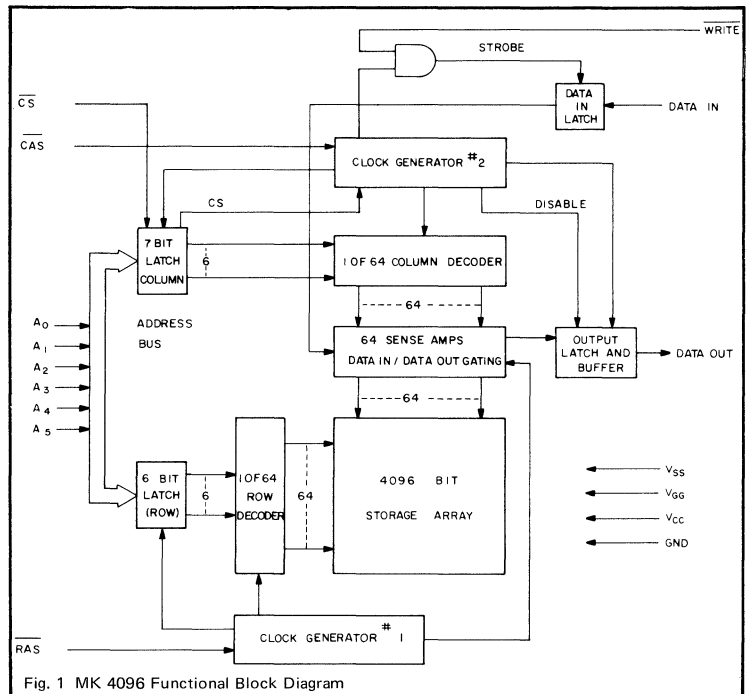 WRITE
STROBE
DATA
IN
LATCH
DATA IN
CS
CAS
CLOCK GENERATOR #2
CS
DISABLE
7 BIT
LATCH
COLUMN
6
1 OF 64 COLUMN DECODER
64
A0
A1
A2
A3
A4
A5
ADDRESS
BUS
64 SENSE AMPS
DATA IN / DATA OUT GATING
OUTPUT
LATCH AND
BUFFER
DATA OUT
64
6 BIT
LATCH
(ROW)
6
1 OF 64
ROW
DECODER
64
4096 BIT
STORAGE ARRAY
VSS
VGG
VCC
GND
RAS
CLOCK GENERATOR #1
Fig. 1 MK 4096 Functional Block Diagram